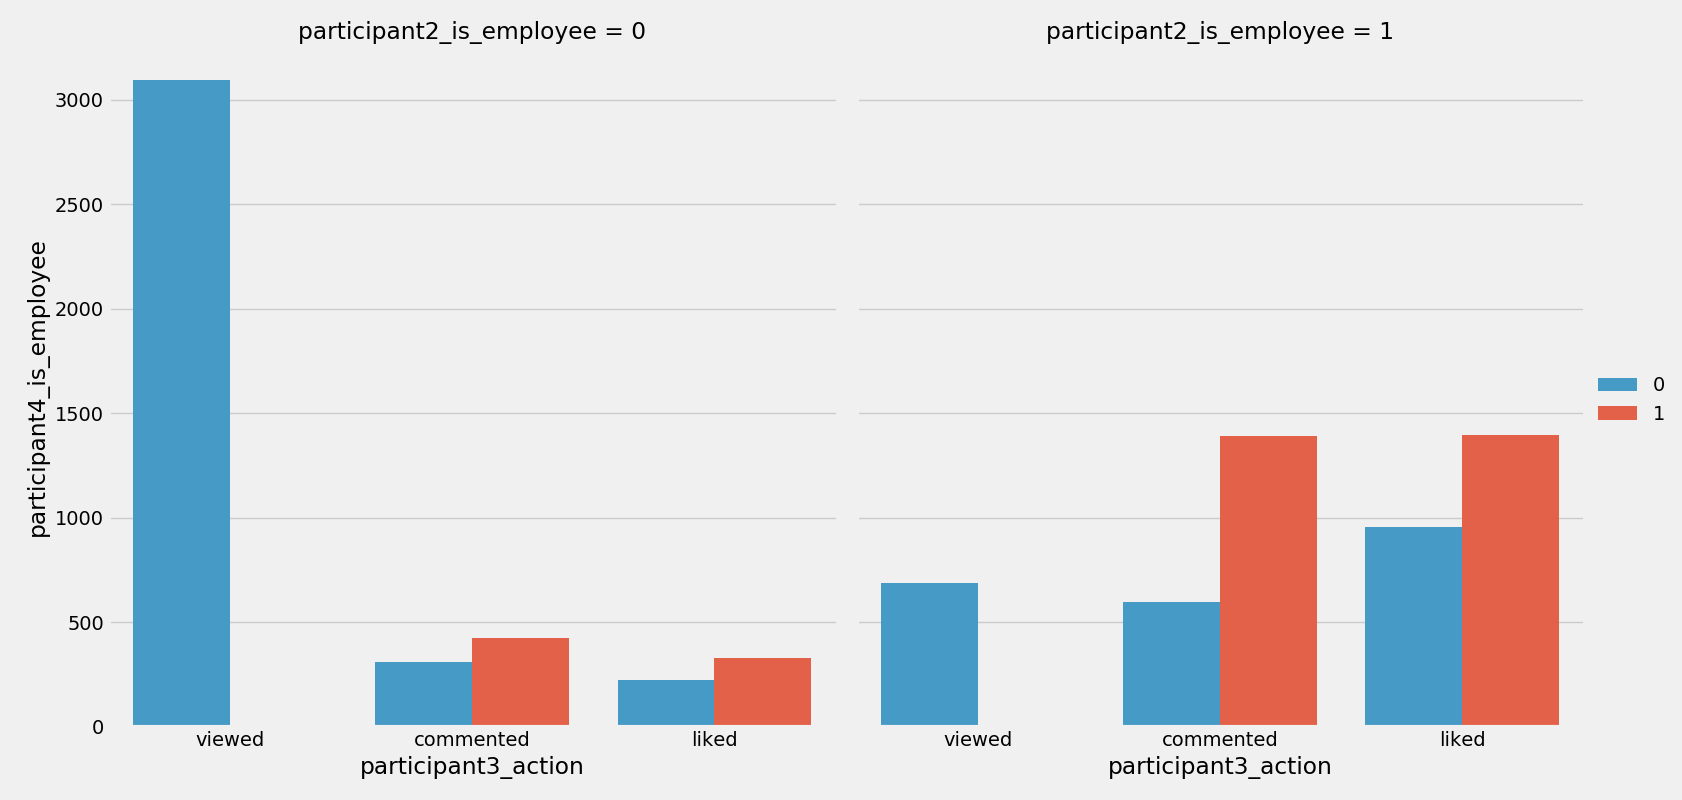 participant2_is_employee = 0
participant2_is_employee = 1
participant4_is_employee
3000
2500
2000
1500
1000
500
0
viewed
commented
liked
participant3_action
viewed
commented
liked
participant3_action
0
1